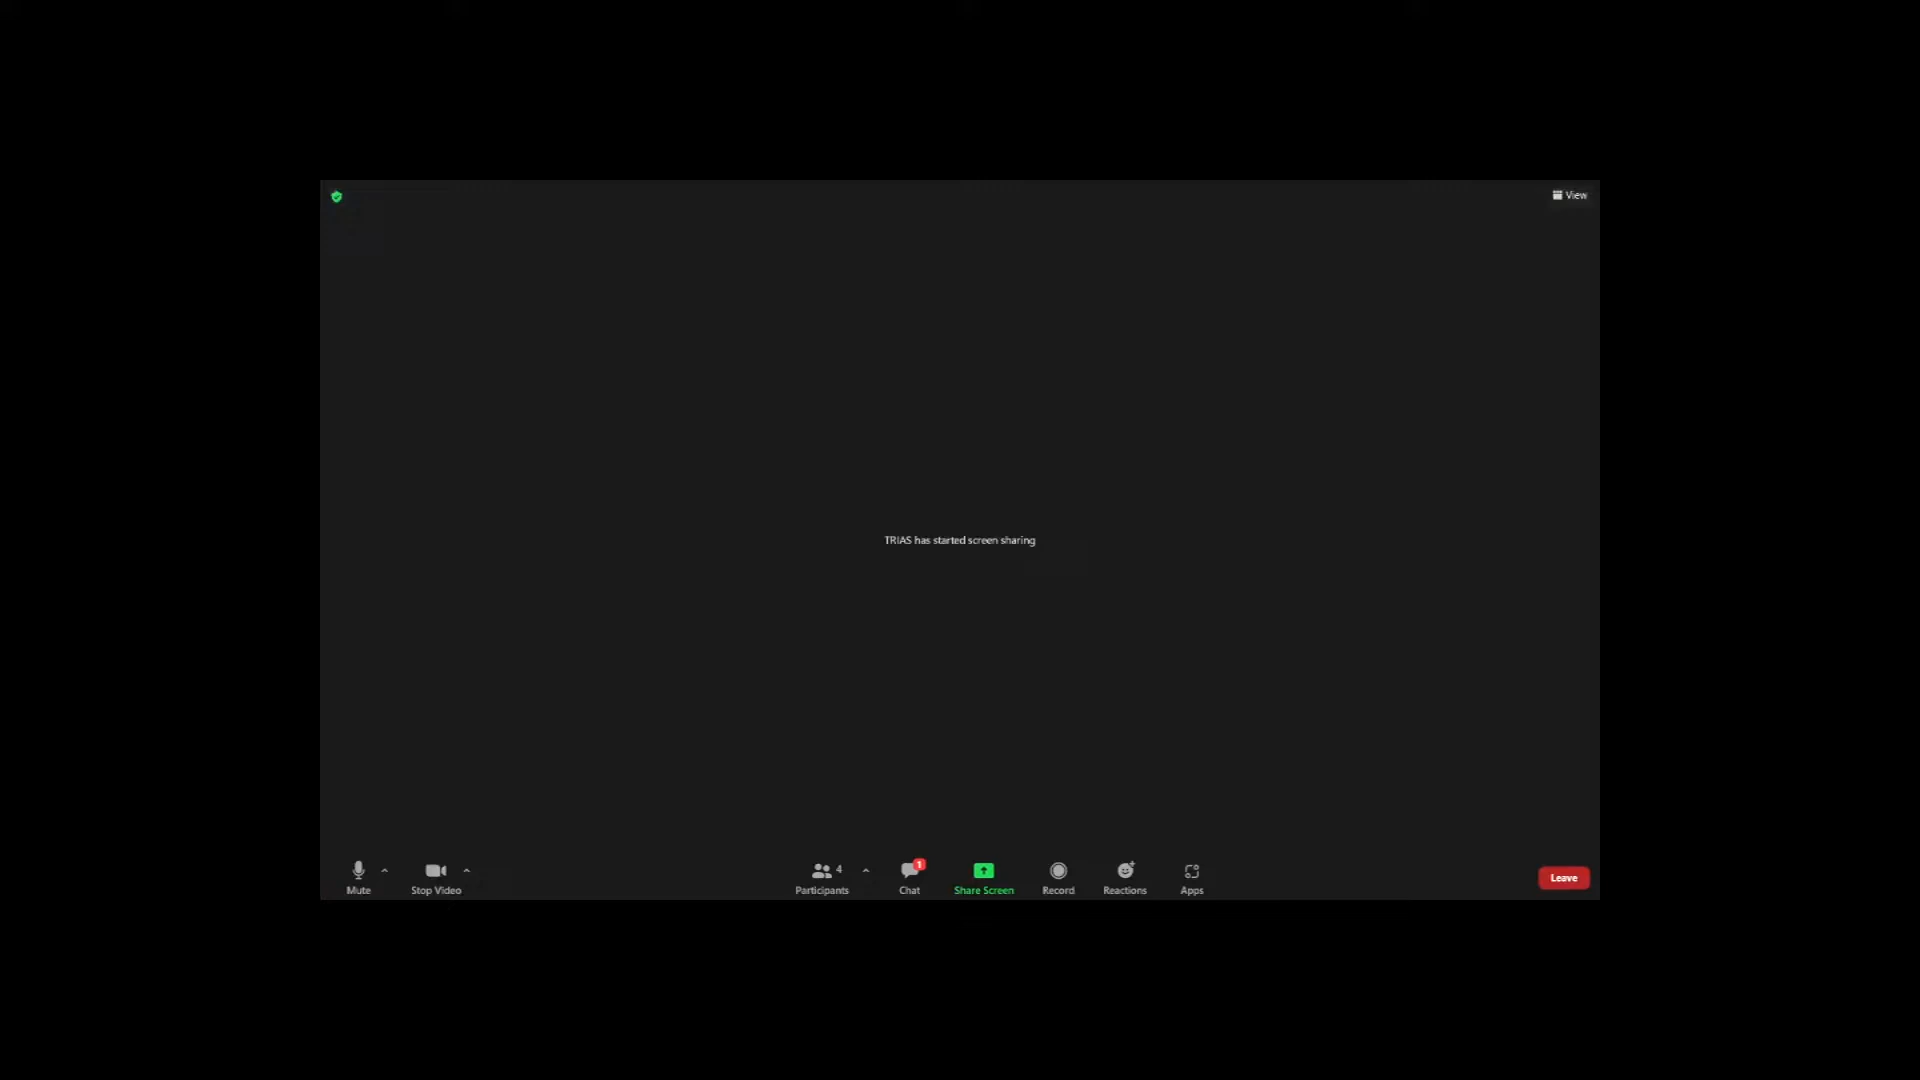 View
TRIAS has started screen sharing
Mute
Stop Video
4
Participants
1
Chat
Share Screen
Record
Reactions
Apps
Leave